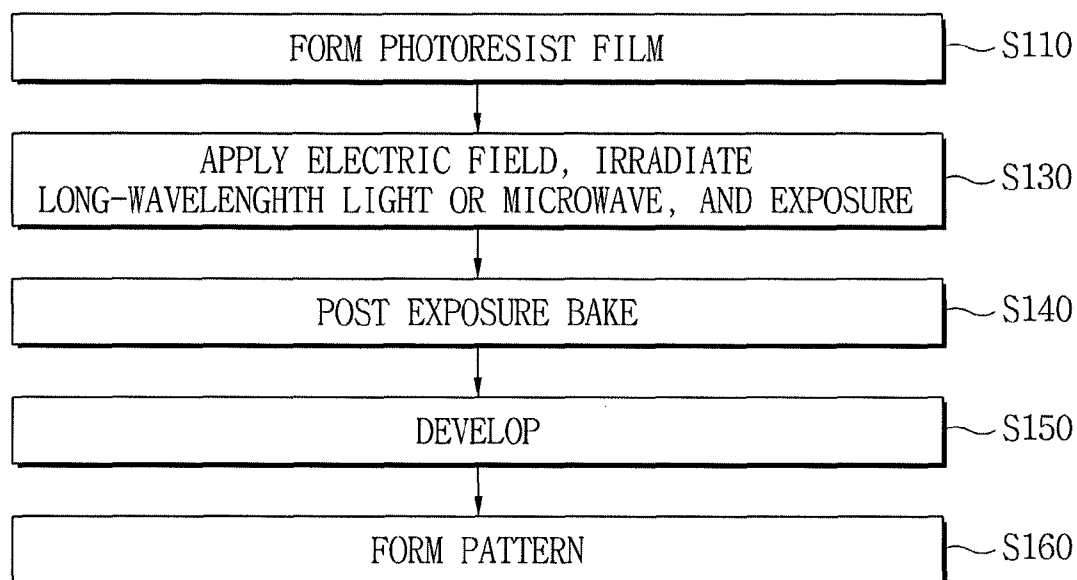 FORM PHOTORESIST FILM
S110
APPLY ELECTRIC FIELD, IRRADIATE
LONG-WAVELENGHTH LIGHT OR MICROWAVE, AND EXPOSURE
S130
POST EXPOSURE BAKE
S140
DEVELOP
S150
FORM PATTERN
S160